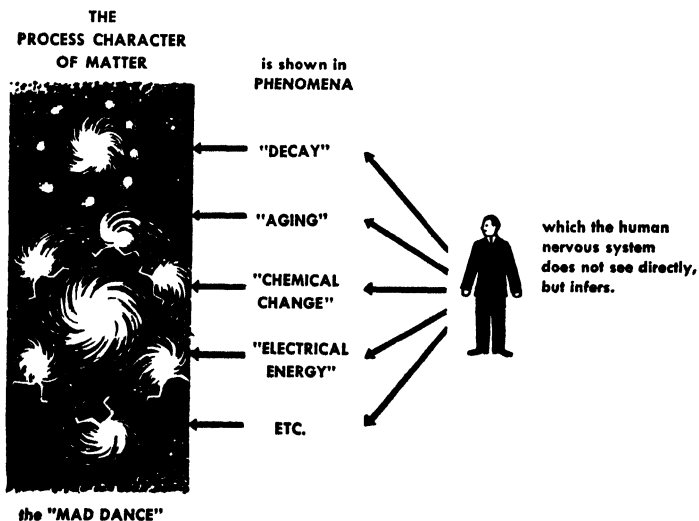 THE
PROCESS CHARACTER
OF MATTER
is shown in
PHENOMENA
"DECAY"
"AGING"
"CHEMICAL
CHANGE"
"ELECTRICAL
ENERGY"
ETC.
which the human
nervous system
does not see directly,
but infers.
the "MAD DANCE"